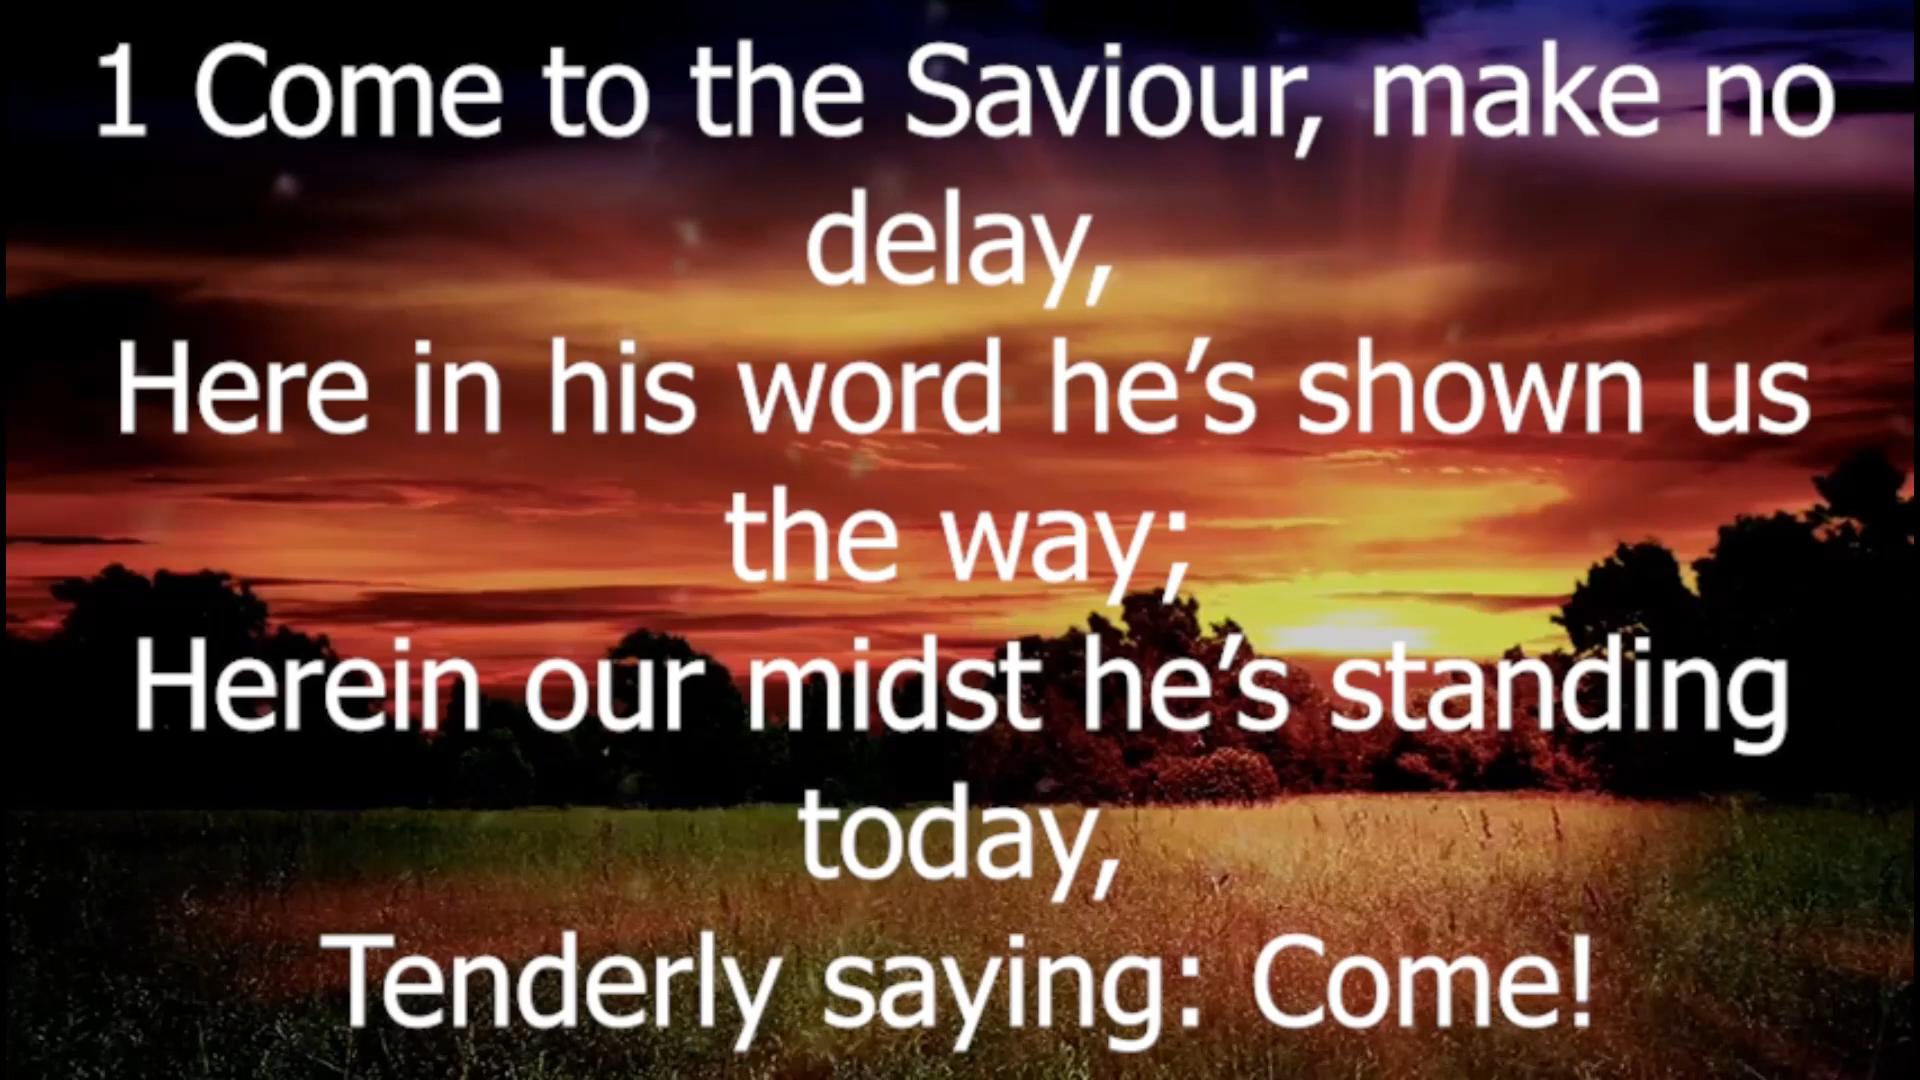 1 Come to the Saviour, make no
delay,
Here in his word he’s shown us
the way;
Herein our midst he’s standing
today,
Tenderly saying: Come!